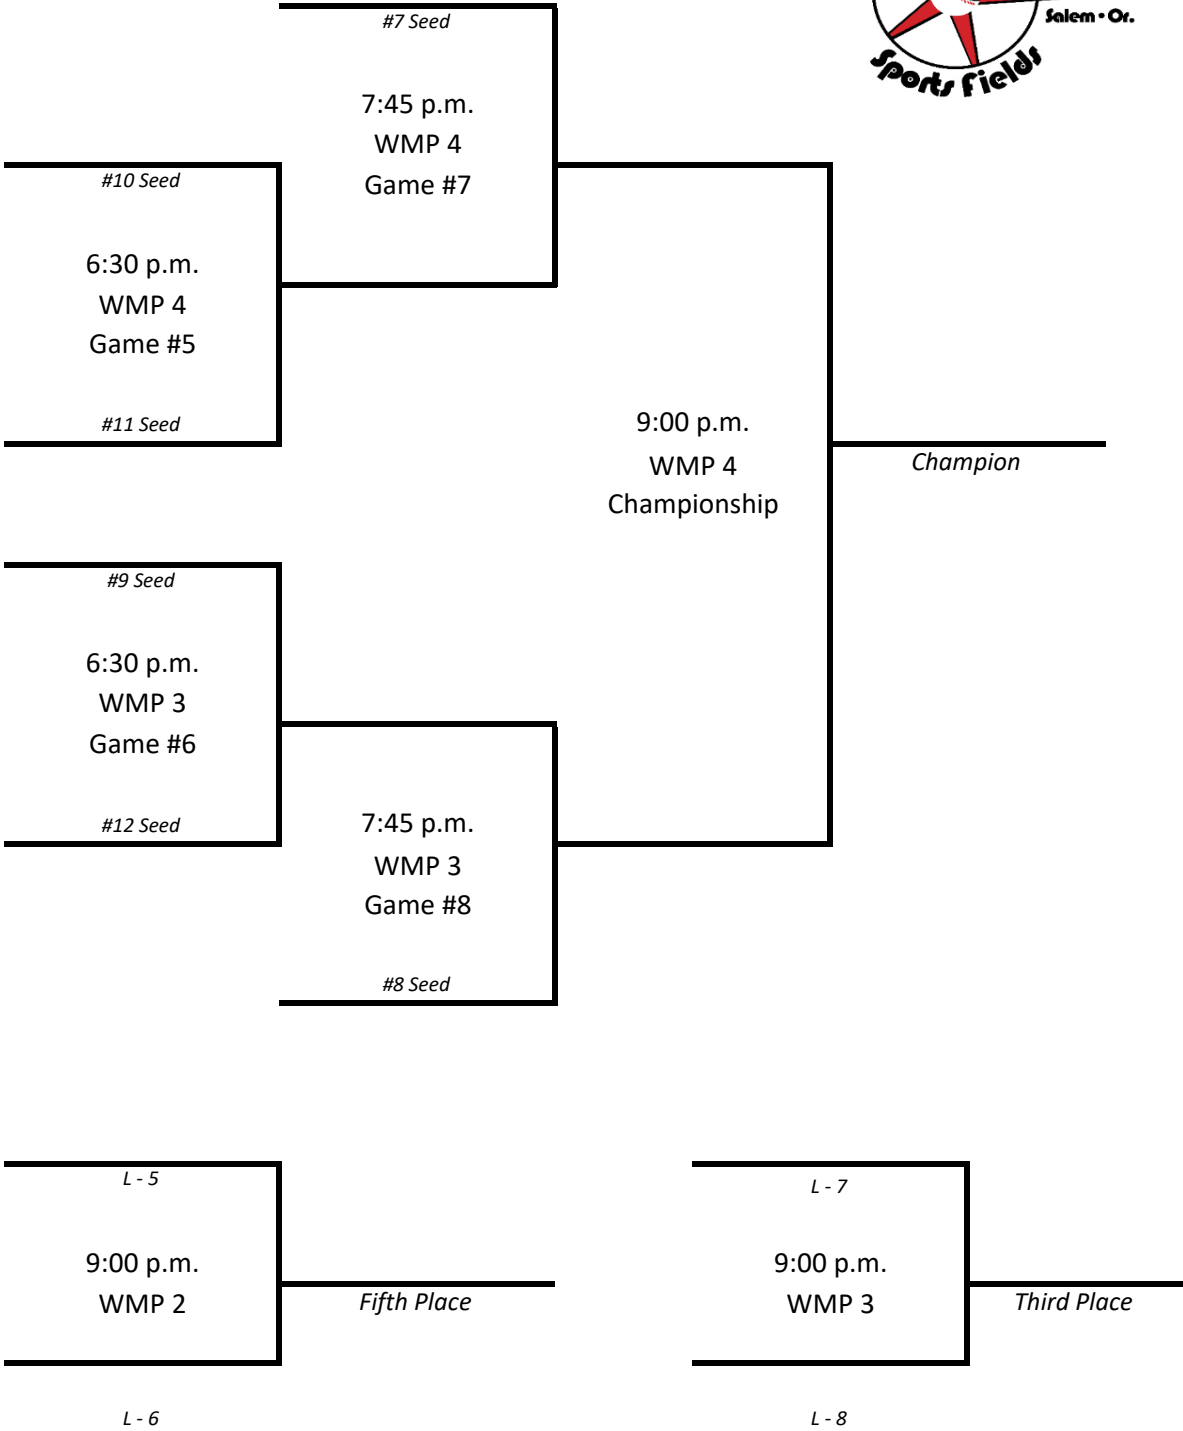 #7 Seed
Salem • Or.
Sports Fields
7:45 p.m.
WMP 4
Game #7
#10 Seed
6:30 p.m.
WMP 4
Game #5
#11 Seed
9:00 p.m.
WMP 4
Championship
Champion
#9 Seed
6:30 p.m.
WMP 3
Game #6
#12 Seed
7:45 p.m.
WMP 3
Game #8
#8 Seed
L - 5
9:00 p.m.
WMP 2
Fifth Place
L - 6
L - 7
9:00 p.m.
WMP 3
Third Place
L - 8